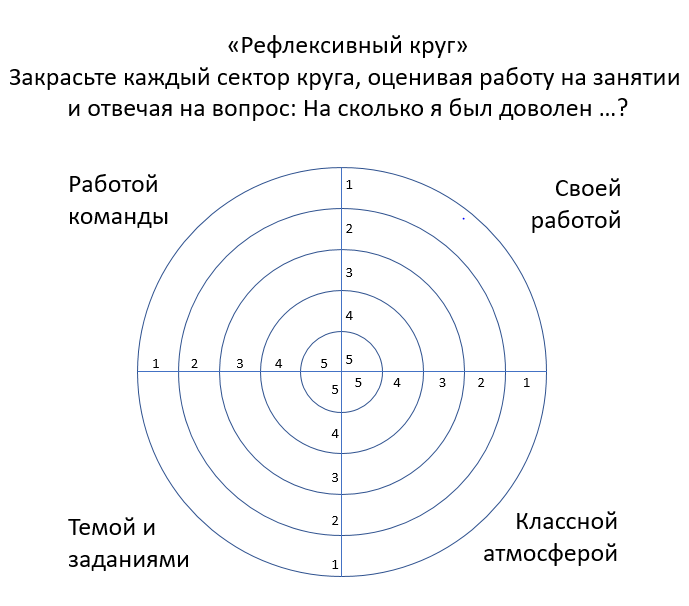 «Рефлексивный круг»
Закрасьте каждый сектор круга, оценивая работу на занятии
и отвечая на вопрос: На сколько я был доволен …?
Работой
команды
Своей
работой
1
2
3
4
5
1 2 3 4 5
5 4 3 2 1
5
4
3
2
1
Темой и
заданиями
Классной
атмосферой